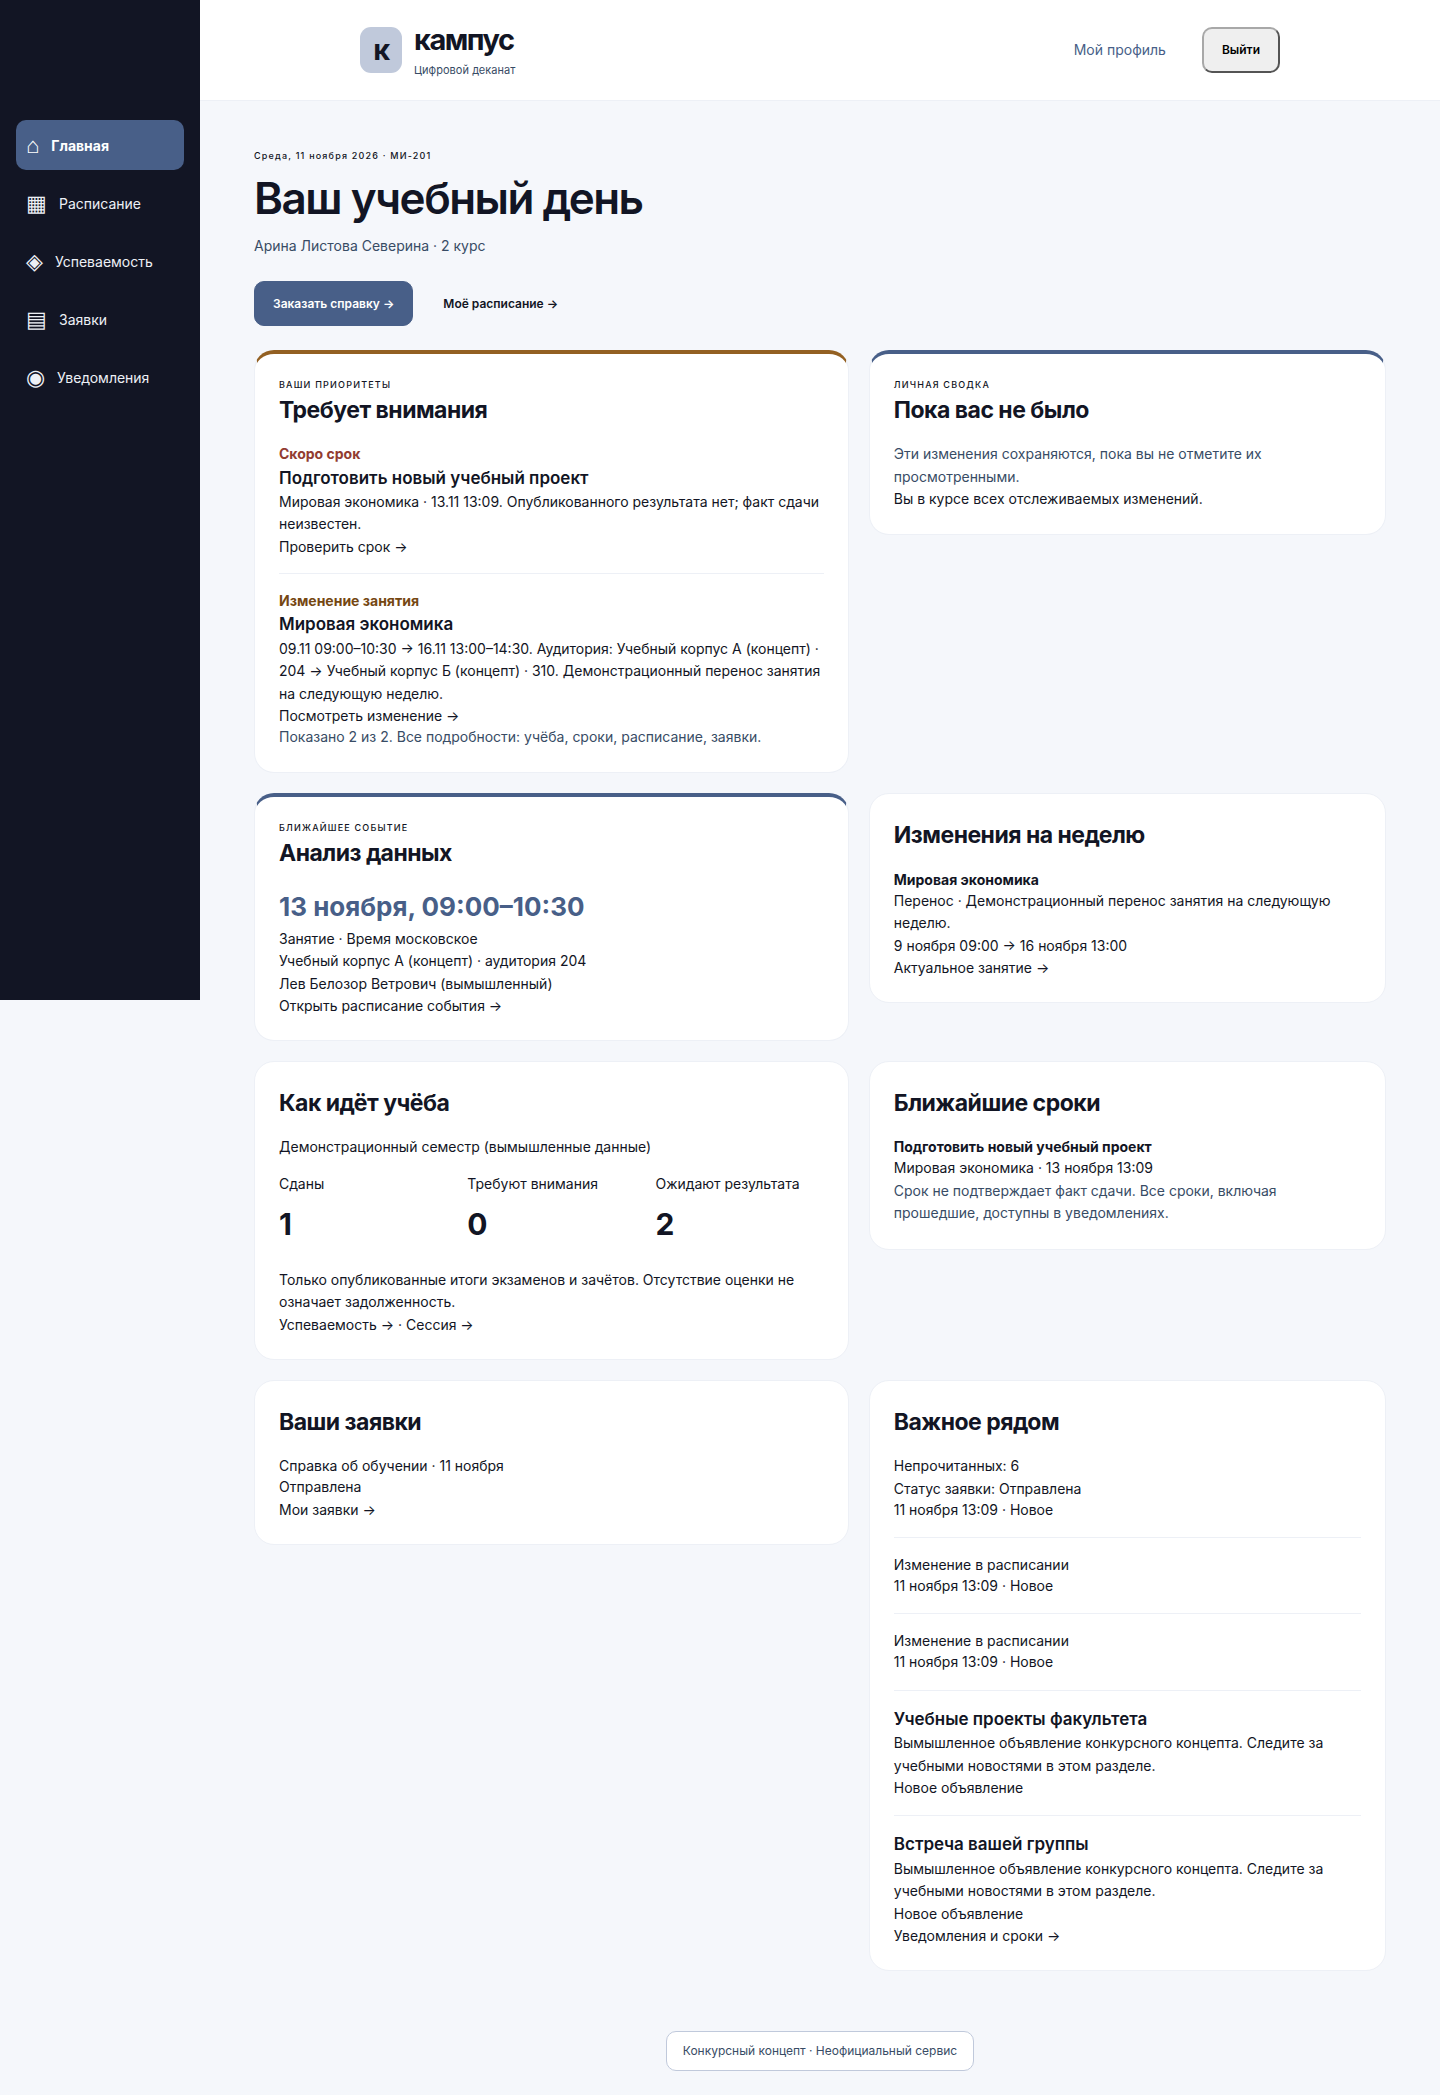 к
кампус
Цифровой деканат
Мой профиль
Выйти
Главная
Расписание
Успеваемость
Заявки
Уведомления
Среда, 11 ноября 2026 · МИ-201
Ваш учебный день
Арина Листова Северина · 2 курс
Заказать справку →
Моё расписание →
ВАШИ ПРИОРИТЕТЫ
Требует внимания
Скоро срок
Подготовить новый учебный проект
Мировая экономика · 13.11 13:09. Опубликованного результата нет; факт сдачи
неизвестен.
Проверить срок →
Изменение занятия
Мировая экономика
09.11 09:00–10:30 → 16.11 13:00–14:30. Аудитория: Учебный корпус А (концепт) ·
204 → Учебный корпус Б (концепт) · 310. Демонстрационный перенос занятия
на следующую неделю.
Посмотреть изменение →
Показано 2 из 2. Все подробности: учёба, сроки, расписание, заявки.
ЛИЧНАЯ СВОДКА
Пока вас не было
Эти изменения сохраняются, пока вы не отметите их
просмотренными.
Вы в курсе всех отслеживаемых изменений.
БЛИЖАЙШЕЕ СОБЫТИЕ
Анализ данных
13 ноября, 09:00–10:30
Занятие · Время московское
Учебный корпус А (концепт) · аудитория 204
Лев Белозор Ветрович (вымышленный)
Открыть расписание события →
Изменения на неделю
Мировая экономика
Перенос · Демонстрационный перенос занятия на следующую
неделю.
9 ноября 09:00 → 16 ноября 13:00
Актуальное занятие →
Как идёт учёба
Демонстрационный семестр (вымышленные данные)
Сданы
Требуют внимания
Ожидают результата
1
0
2
Только опубликованные итоги экзаменов и зачётов. Отсутствие оценки не
означает задолженность.
Успеваемость → · Сессия →
Ближайшие сроки
Подготовить новый учебный проект
Мировая экономика · 13 ноября 13:09
Срок не подтверждает факт сдачи. Все сроки, включая
прошедшие, доступны в уведомлениях.
Ваши заявки
Справка об обучении · 11 ноября
Отправлена
Мои заявки →
Важное рядом
Непрочитанных: 6
Статус заявки: Отправлена
11 ноября 13:09 · Новое
Изменение в расписании
11 ноября 13:09 · Новое
Изменение в расписании
11 ноября 13:09 · Новое
Учебные проекты факультета
Вымышленное объявление конкурсного концепта. Следите за
учебными новостями в этом разделе.
Новое объявление
Встреча вашей группы
Вымышленное объявление конкурсного концепта. Следите за
учебными новостями в этом разделе.
Новое объявление
Уведомления и сроки →
Конкурсный концепт · Неофициальный сервис